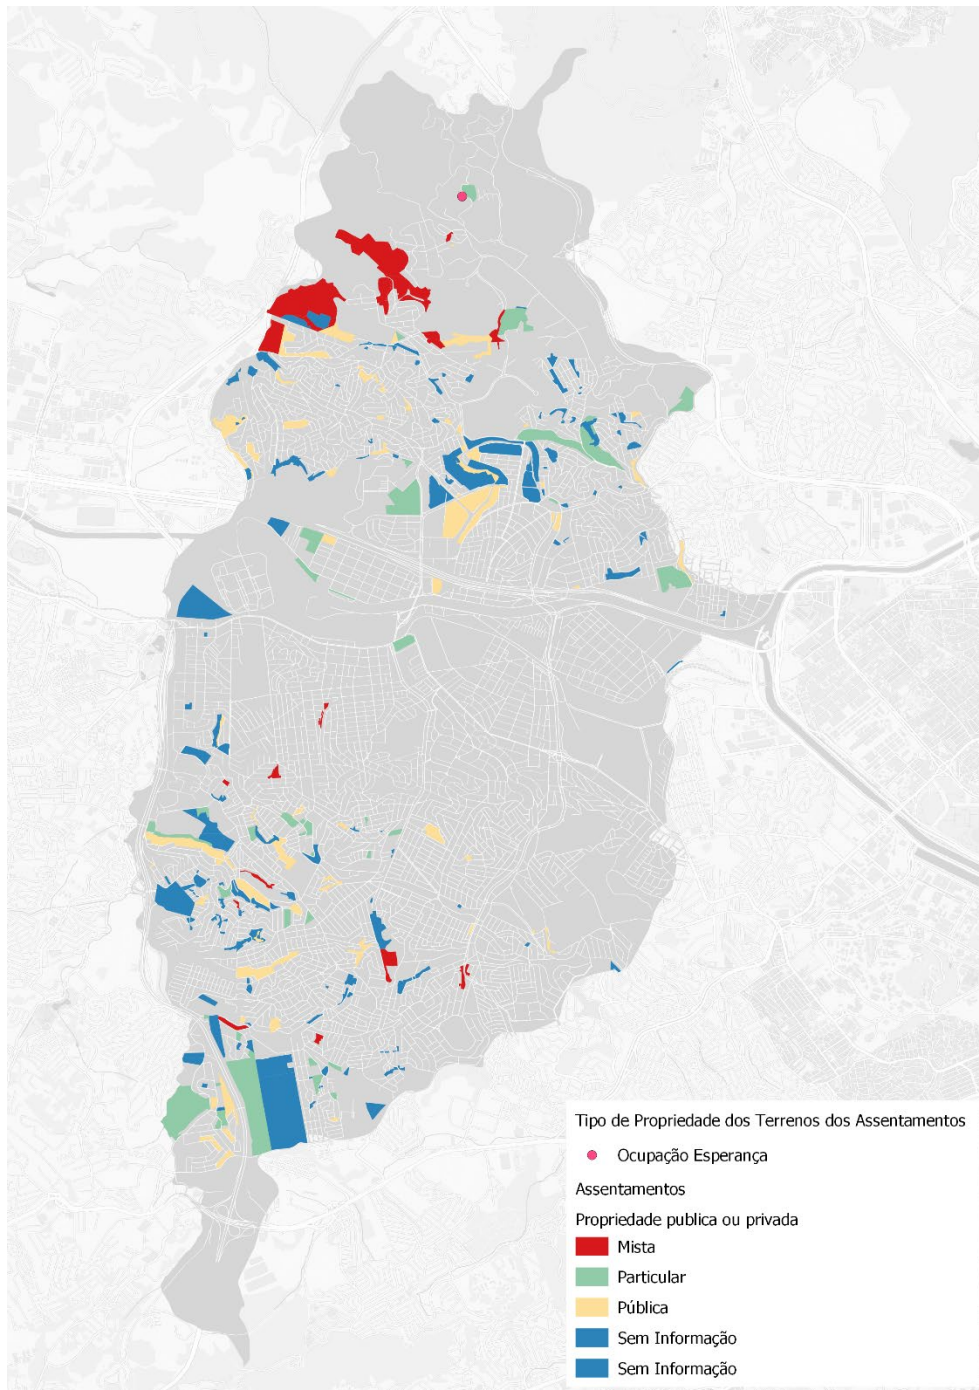 Tipo de Propriedade dos Terrenos dos Assentamentos
Ocupação Esperança
Assentamentos
Propriedade publica ou privada
Mista
Particular
Pública
Sem Informação
Sem Informação